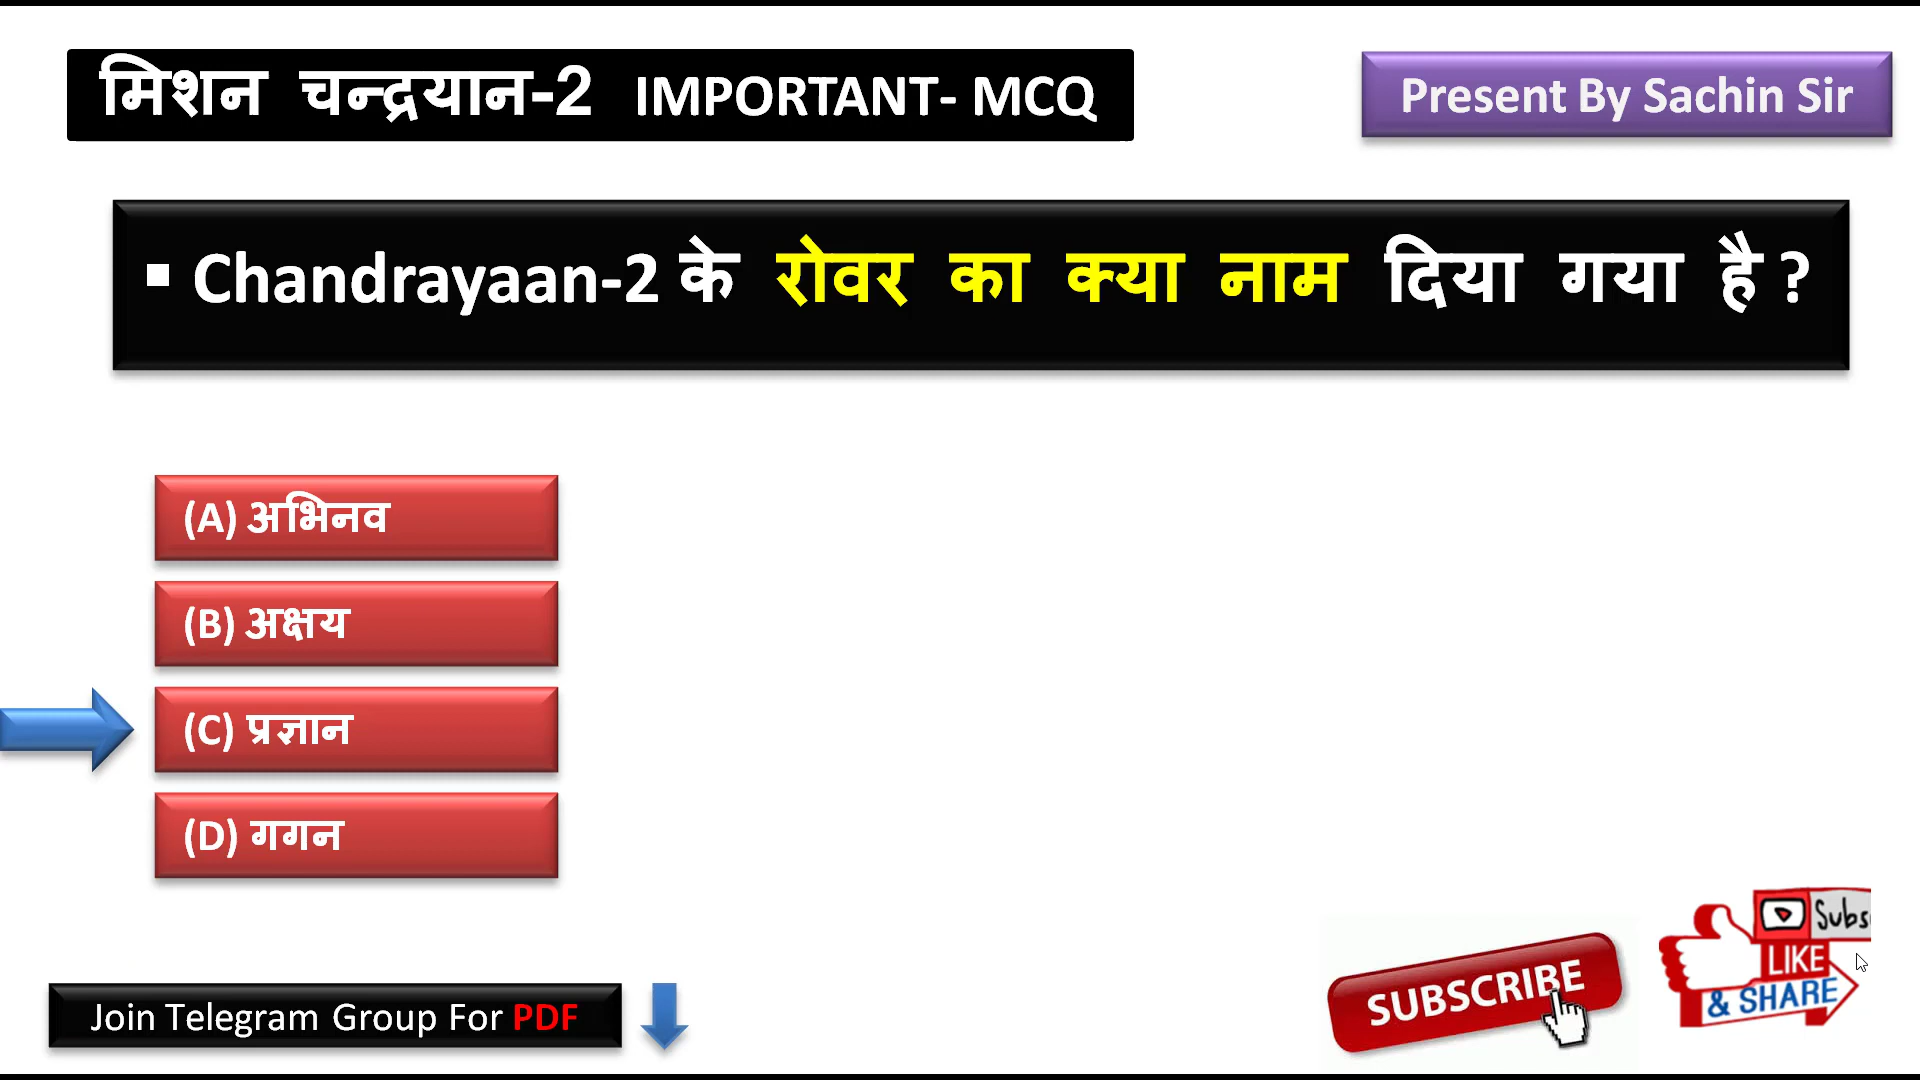 मिशन चन्द्रयान-2 IMPORTANT- MCQ
Present By Sachin Sir
▪ Chandrayaan-2 के रोवर का क्या नाम दिया गया है ?
(A) अभिनव
(B) अक्षय
(C) प्रज्ञान
(D) गगन
Join Telegram Group For PDF
SUBSCRIBE
LIKE
& SHARE